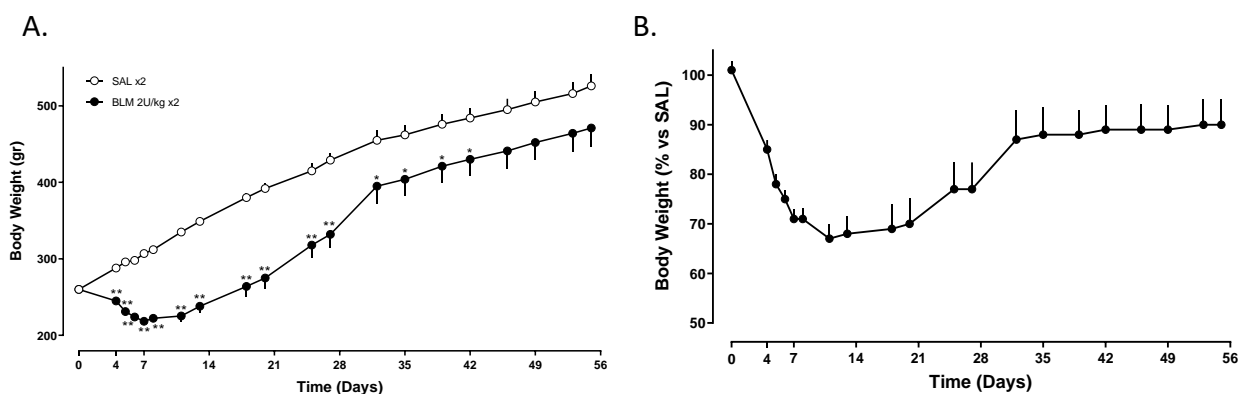 A.
SAL x2
BLM 2U/kg x2
Body Weight (gr)
500
400
300
200
**
**
**
**
**
**
**
**
**
**
**
*
*
*
*
0 4 7 14 21 28 35 42 49 56
Time (Days)
B.
Body Weight (% vs SAL)
100
90
80
70
60
50
0 4 7 14 21 28 35 42 49 56
Time (Days)